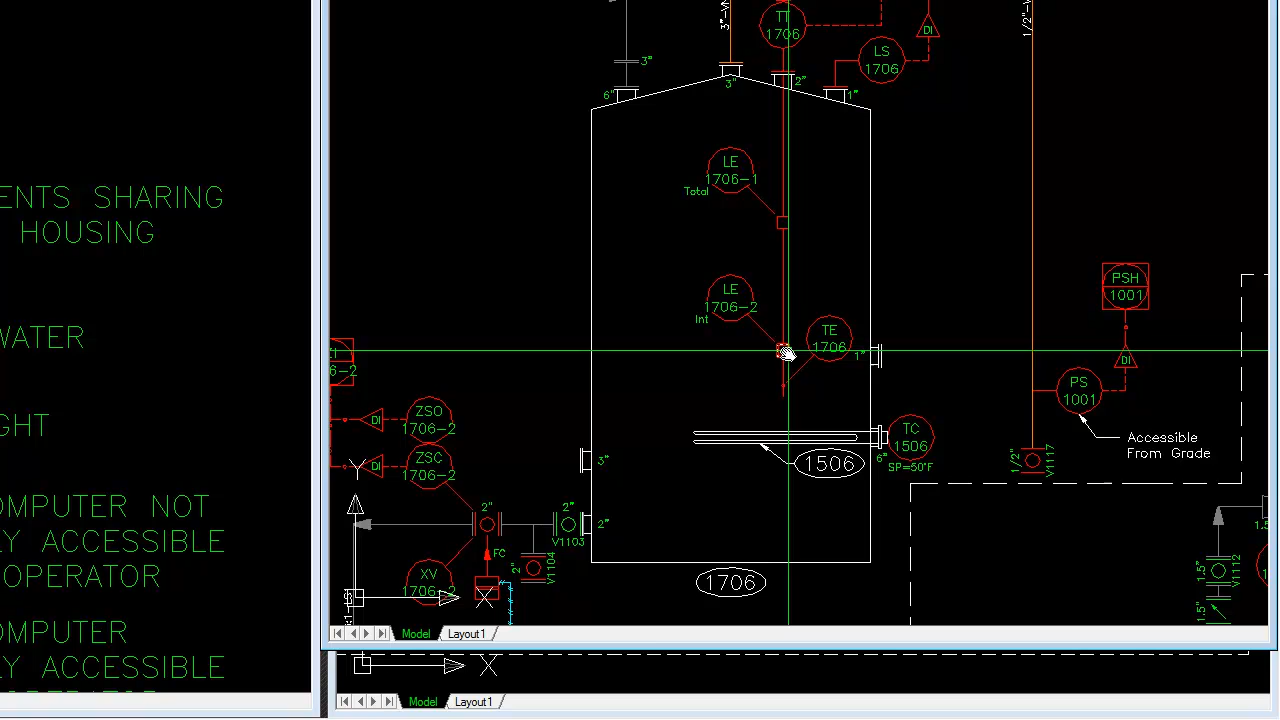 ENTS SHARING
HOUSING
WATER
GHT
OMPUTER NOT
LY ACCESSIBLE
OPERATOR
OMPUTER
LY ACCESSIBLE
3"
6"
3"
2"
1"
TT
1706
LS
1706
DI
LE
1706-1
Total
LE
1706-2
Int
TE
1706
1"
PSH
1001
DI
PS
1001
Accessible
From Grade
6-2
DI
ZSO
1706-2
DI
ZSC
1706-2
Y
3"
1506
TC
1506
6"
SP=50°F
1/2"
V1117
2"
2"
2"
V1103
FC
2"
V1104
XV
X
1706
1.5"
V1112
1.5"
Model
Layout1
X
Model
Layout1